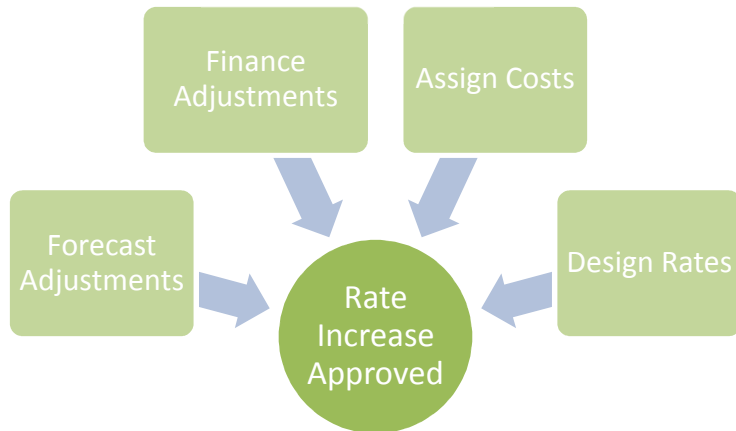 Finance
Adjustments
Assign Costs
Forecast
Adjustments
Design Rates
Rate
Increase
Approved